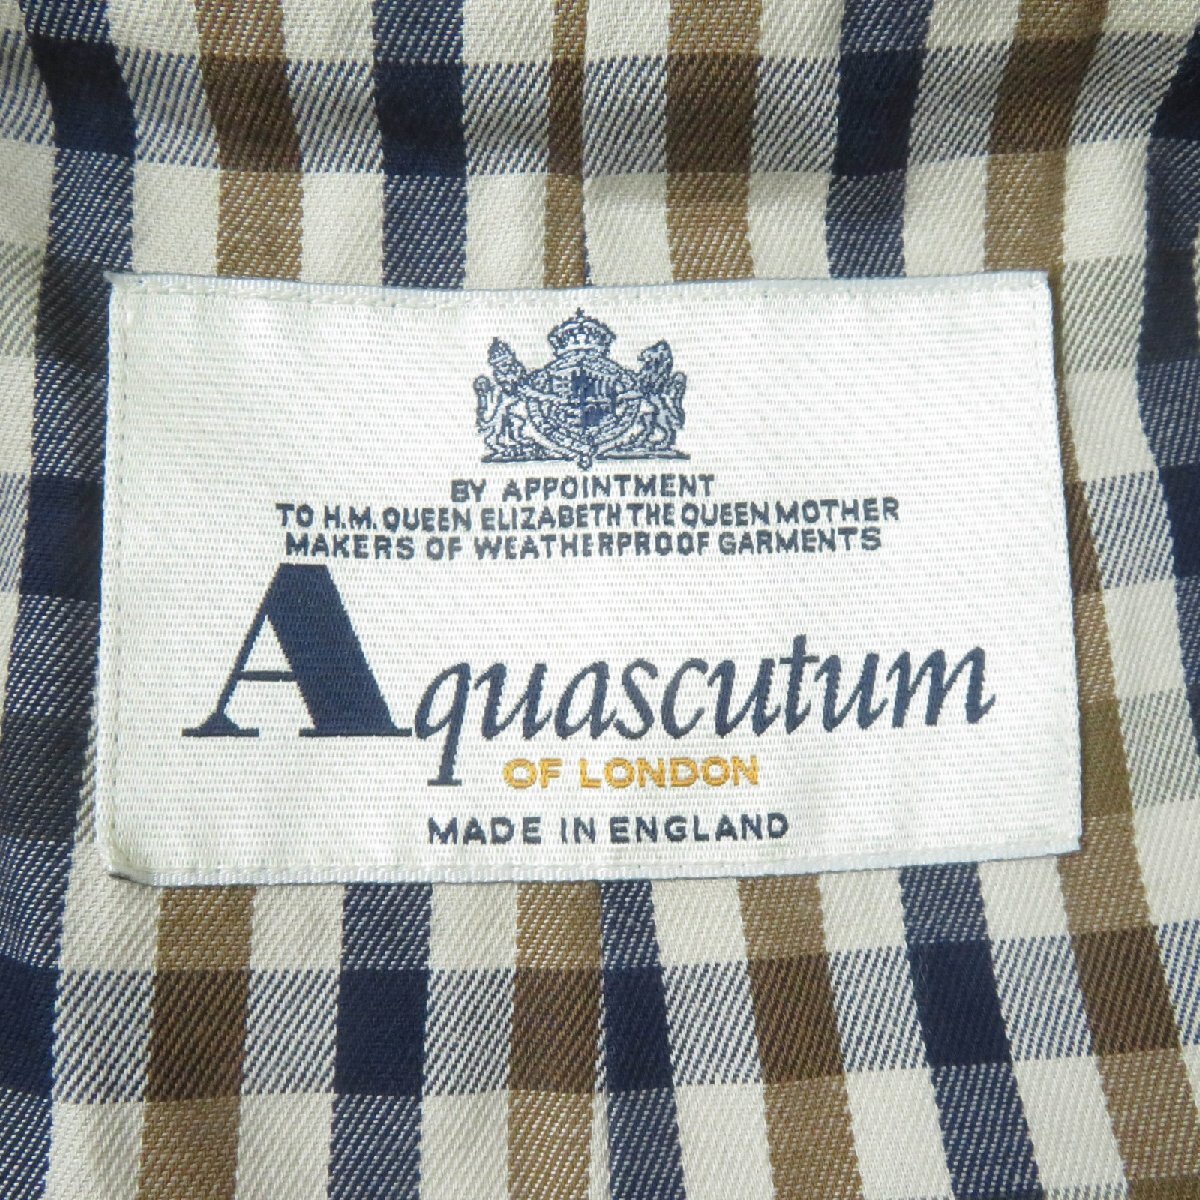 BY APPOINTMENT
TO H.M. QUEEN ELIZABETH THE QUEEN MOTHER
MAKERS OF WEATHERPROOF GARMENTS
Aquascutum
OF LONDON
MADE IN ENGLAND